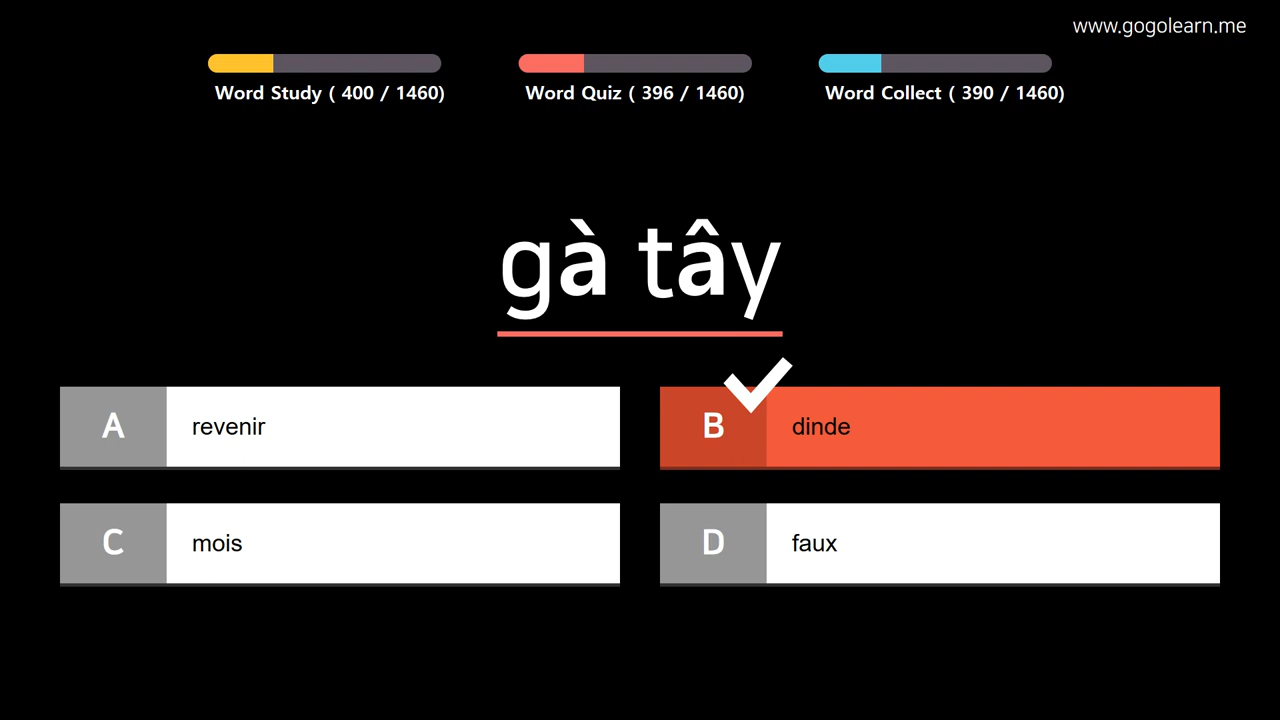 www.gogolearn.me
Word Study ( 400 / 1460)
Word Quiz ( 396 / 1460)
Word Collect ( 390 / 1460)
gà tây
A
revenir
B
dinde
C
mois
D
faux